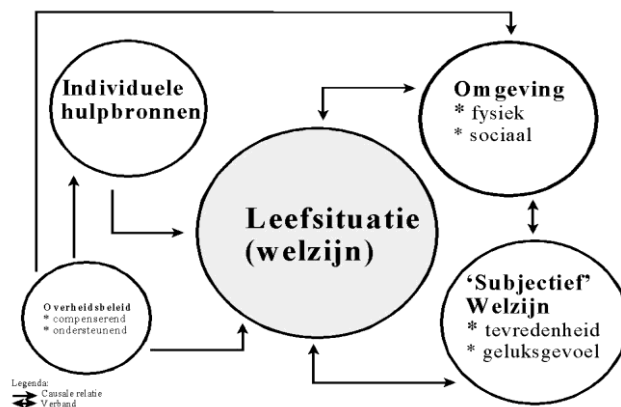 Individuele
hulpbronnen
Omgeving
* fysiek
* sociaal
Leefsituatie
(welzijn)
Overheidsbeleid
* compenserend
* ondersteunend
‘Subjectief’
Welzijn
* tevredenheid
* geluksgevoel
Legenda:
Causale relatie
Verband